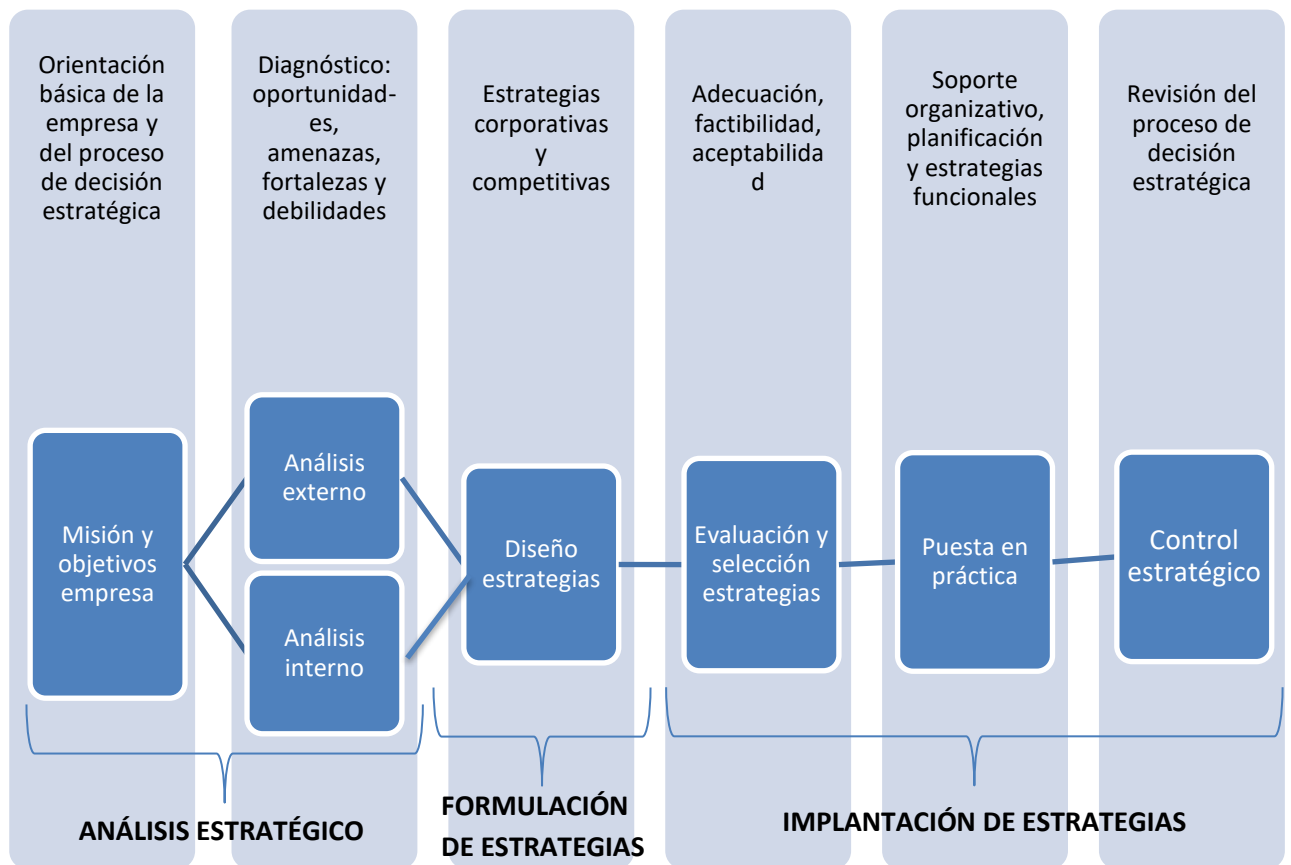 Orientación
básica de la
empresa y
del proceso
de decisión
estratégica
Diagnóstico:
oportunidad-
es,
amenazas,
fortalezas y
debilidades
Estrategias
corporativas
y
competitivas
Adecuación,
factibilidad,
aceptabilida
d
Soporte
organizativo,
planificación
y estrategias
funcionales
Revisión del
proceso de
decisión
estratégica
Misión y
objetivos
empresa
Análisis
externo
Análisis
interno
Diseño
estrategias
Evaluación y
selección
estrategias
Puesta en
práctica
Control
estratégico
ANÁLISIS ESTRATÉGICO
FORMULACIÓN
DE ESTRATEGIAS
IMPLANTACIÓN DE ESTRATEGIAS